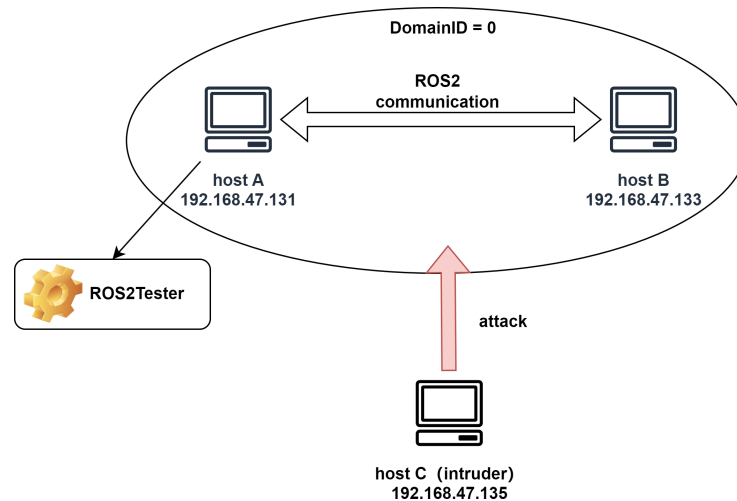 DomainID = 0
ROS2
communication
host A
192.168.47.131
host B
192.168.47.133
ROS2Tester
attack
host C（intruder）
192.168.47.135